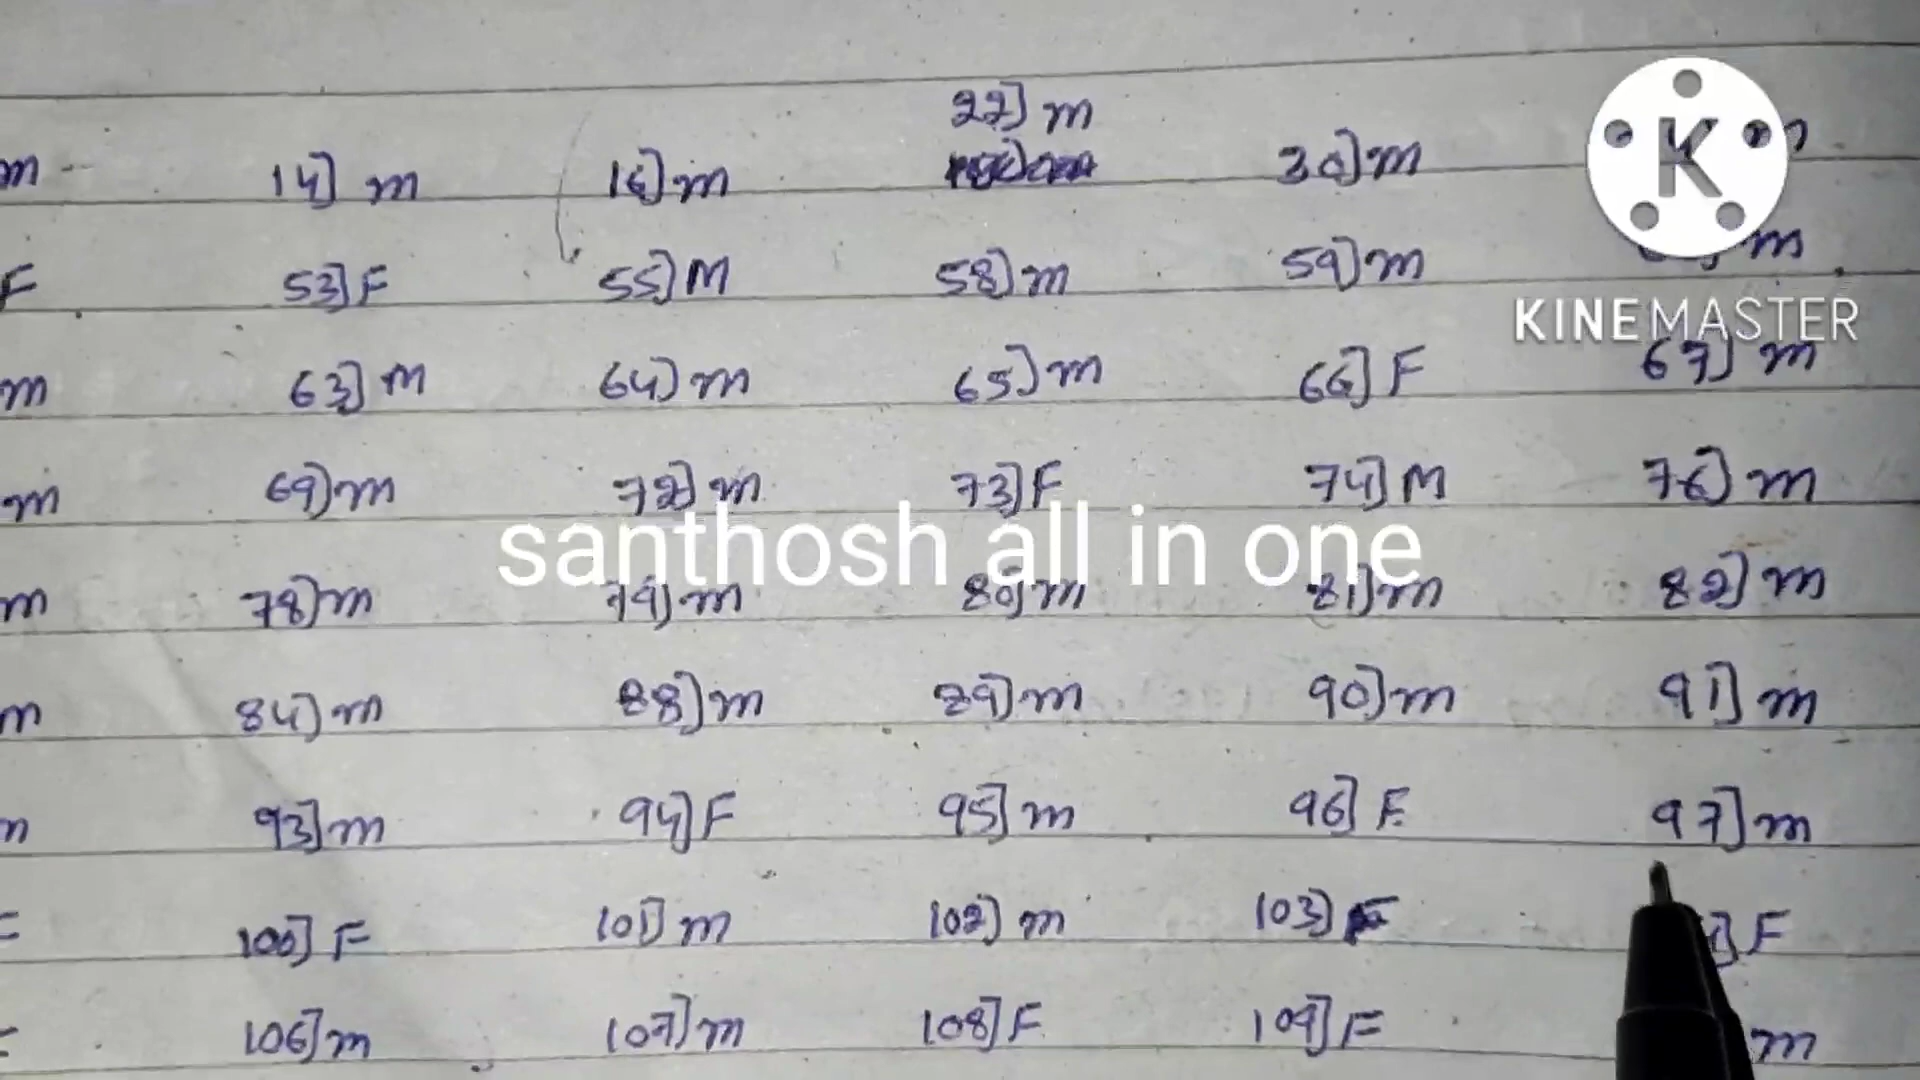 22] m
m 14] m 16] m 30] m m
F 53] F 55] M 58] m 59] m m
KINEMASTER
m 63] M 64] m 65] m 66] F 67] m
m 69] m 72] m 73] F 74] M 76] m
santhosh all in one
m 78] m 79] m 80] m 81] m 82] m
m 84] m 88] m 89] m 90] m 91] m
m 93] m 94] F 95] m 96] F 97] m
100] F 101] m 102] m 103] F F
106] m 107] m 108] F 109] F m